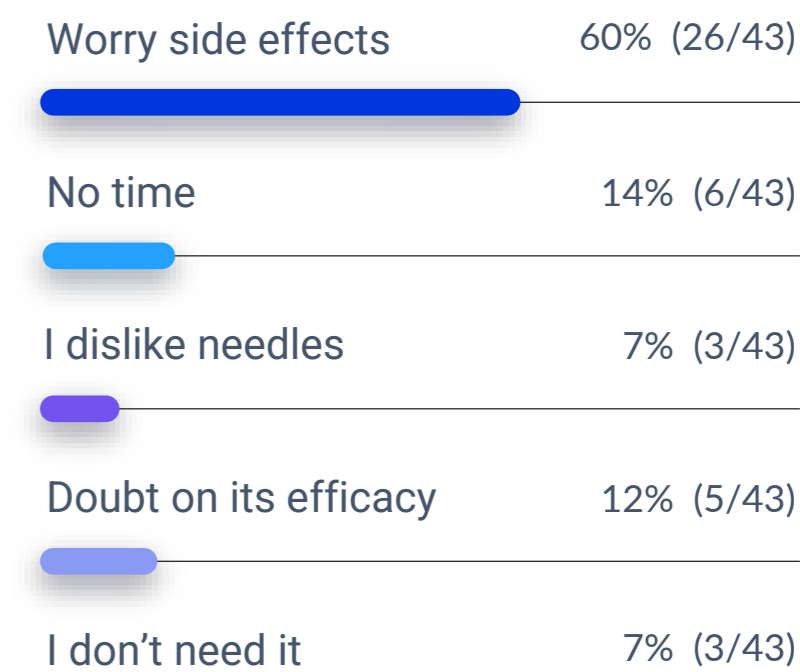 Worry side effects 60% (26/43)
No time 14% (6/43)
I dislike needles 7% (3/43)
Doubt on its efficacy 12% (5/43)
I don’t need it 7% (3/43)